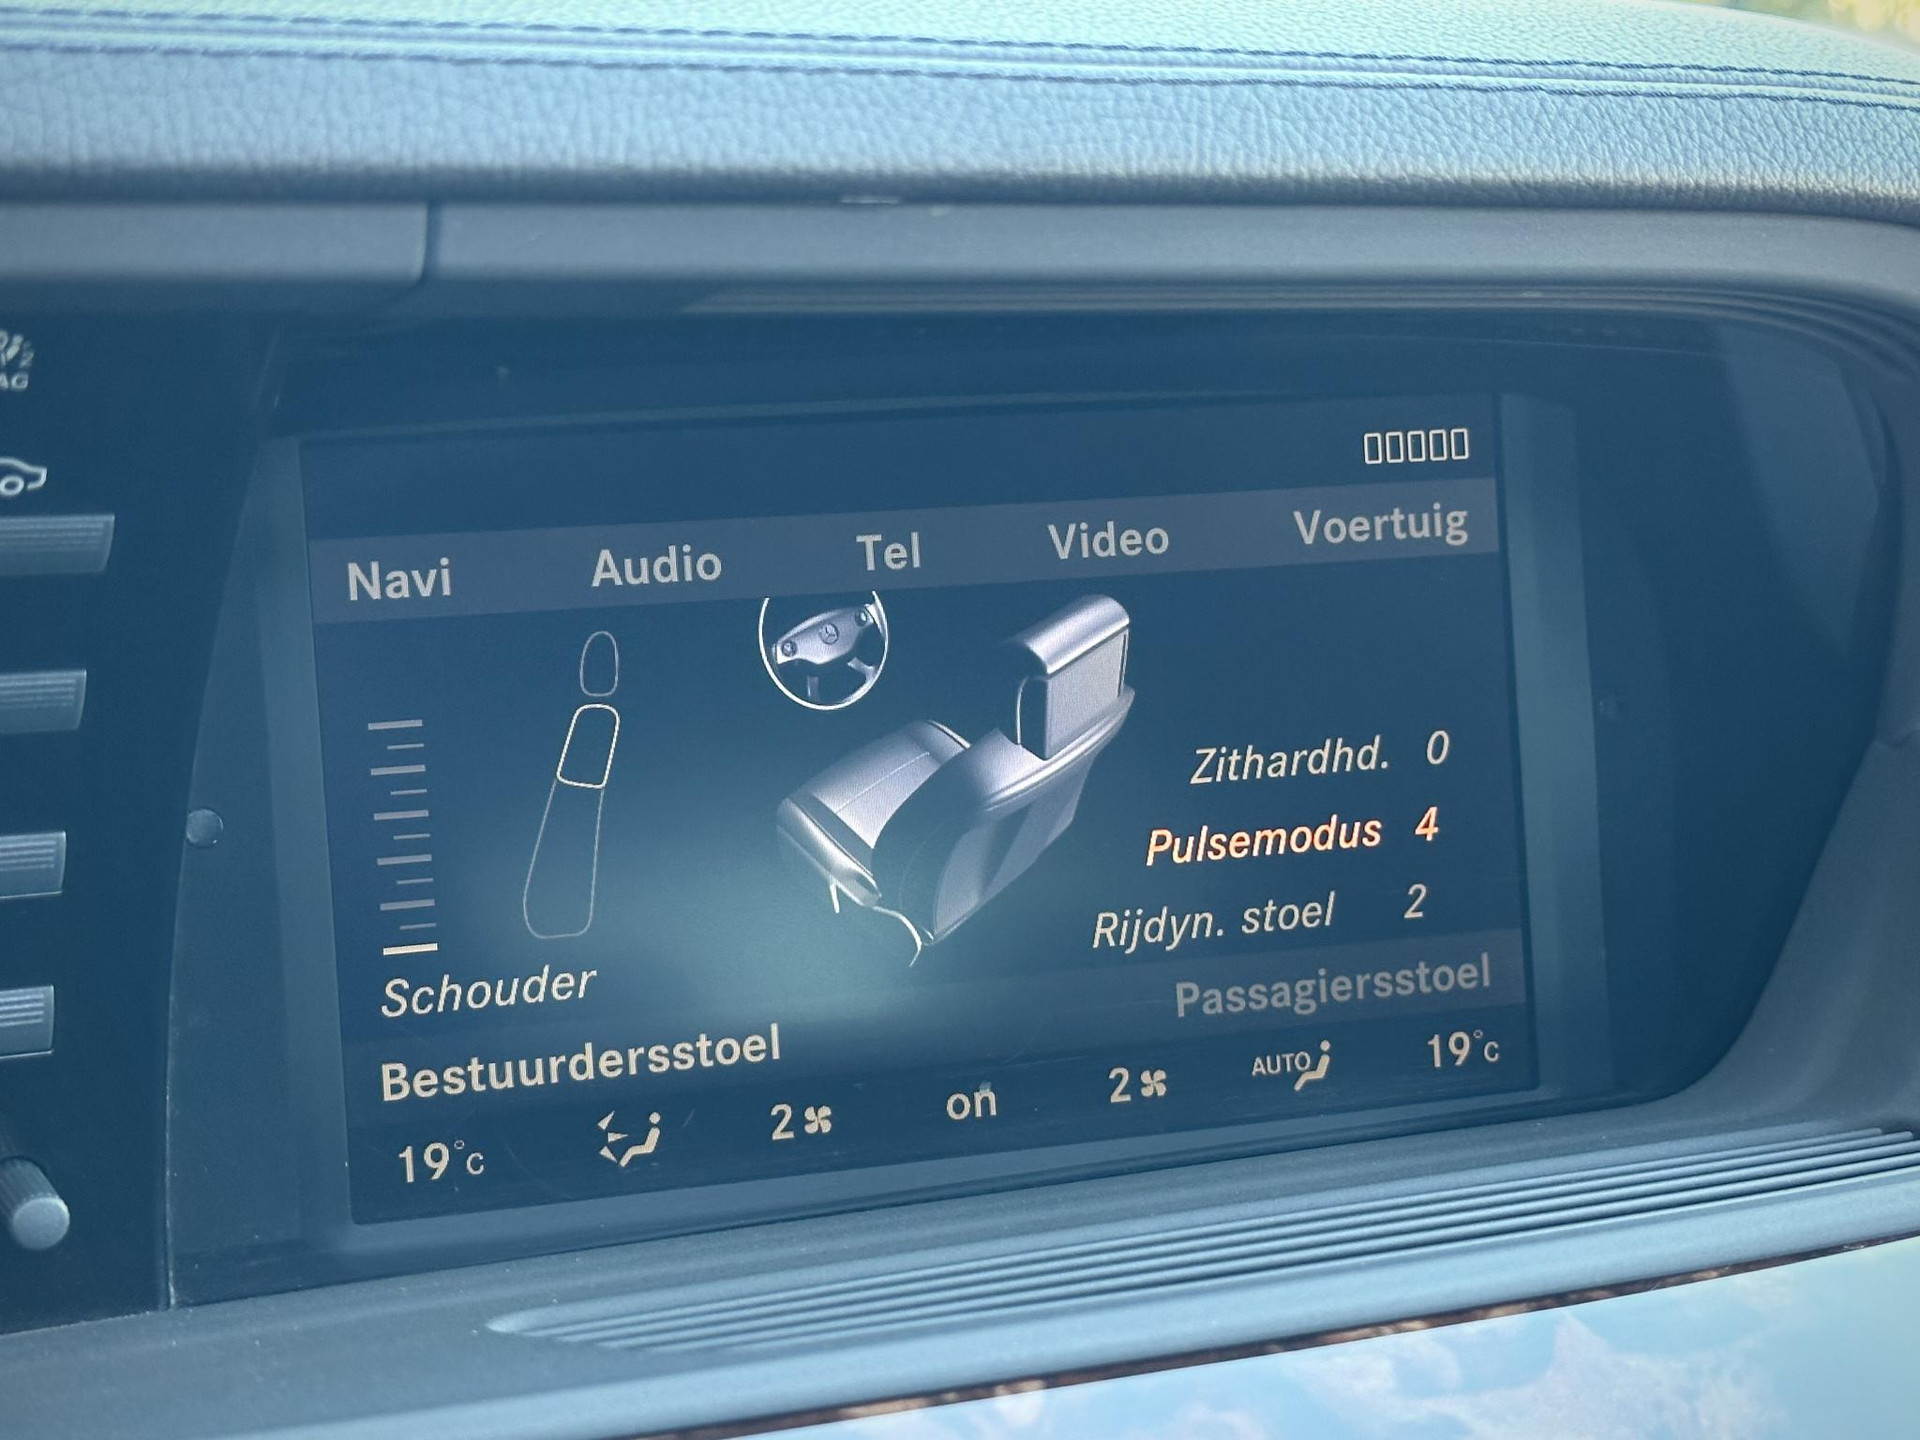 AG
Navi Audio Tel Video Voertuig
Zithardhd. 0
Pulsemodus 4
Rijdyn. stoel 2
Schouder
Bestuurdersstoel Passagiersstoel
19°C 2 on 2 AUTO 19°C